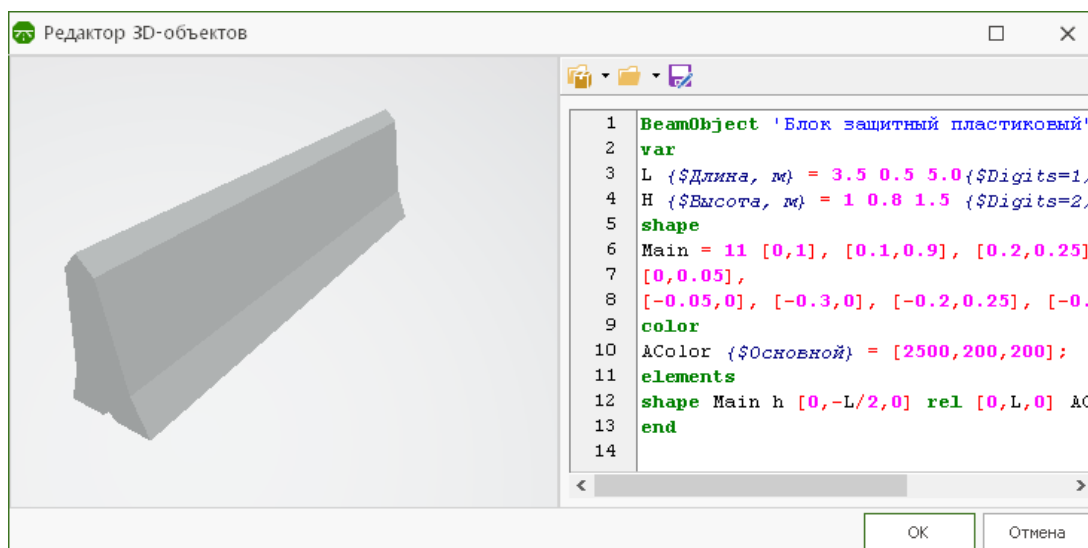 Редактор 3D-объектов
1 BeamObject 'Блок защитный пластиковый'
2 var
3 L {$Длина, м} = 3.5 0.5 5.0{$Digits=1,
4 H {$Высота, м} = 1 0.8 1.5 {$Digits=2,
5 shape
6 Main = 11 [0,1], [0.1,0.9], [0.2,0.25]
7 [0,0.05],
8 [-0.05,0], [-0.3,0], [-0.2,0.25], [-0.
9 color
10 AColor {$Основной} = [2500,200,200];
11 elements
12 shape Main h [0,-L/2,0] rel [0,L,0] AC
13 end
14
OK
Отмена